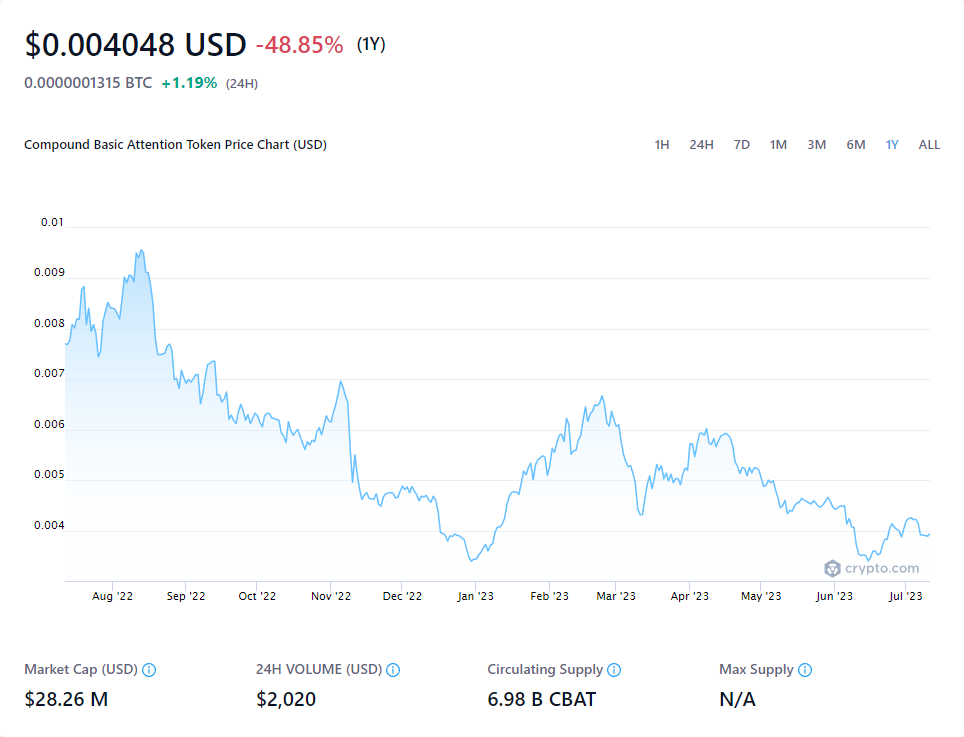 $0.004048 USD -48.85% (1Y)
0.0000001315 BTC +1.19% (24H)
Compound Basic Attention Token Price Chart (USD) 1H 24H 7D 1M 3M 6M 1Y ALL
0.01
0.009
0.008
0.007
0.006
0.005
0.004
crypto.com
Aug '22 Sep '22 Oct '22 Nov '22 Dec '22 Jan '23 Feb '23 Mar '23 Apr '23 May '23 Jun '23 Jul '23
Market Cap (USD) 24H VOLUME (USD) Circulating Supply Max Supply
$28.26 M $2,020 6.98 B CBAT N/A